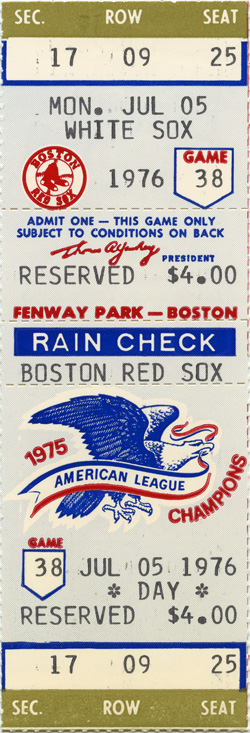 SEC. ROW SEAT
17 09 25
MON. JUL 05
WHITE SOX
BOSTON
RED SOX
1976
GAME
38
ADMIT ONE — THIS GAME ONLY
SUBJECT TO CONDITIONS ON BACK
PRESIDENT
RESERVED $4.00
FENWAY PARK — BOSTON
RAIN CHECK
BOSTON RED SOX
1975
AMERICAN LEAGUE
CHAMPIONS
GAME
38 JUL 05 1976
* DAY *
RESERVED $4.00
17 09 25
SEC. ROW SEAT